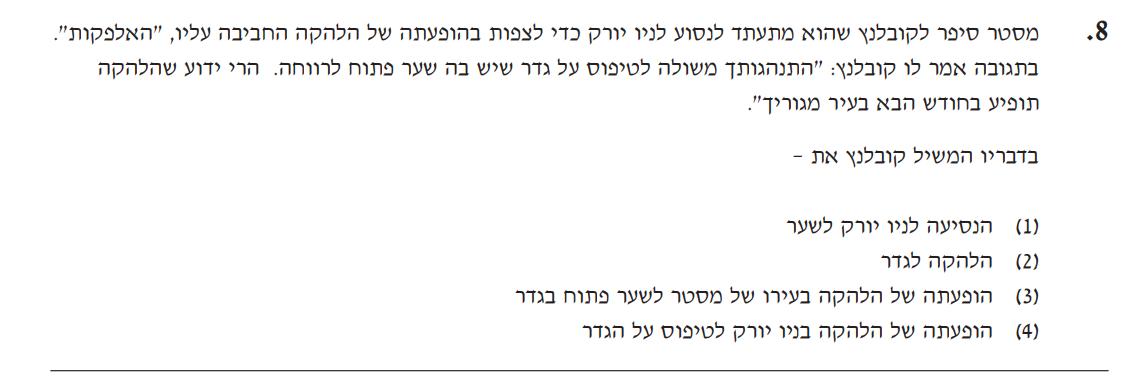 8. מסטר סיפר לקובלנץ שהוא מתעתד לנסוע לניו יורק כדי לצפות בהופעתה של הלהקה החביבה עליו, "האלפקות".
בתגובה אמר לו קובלנץ: "התנהגותך משולה לטיפוס על גדר שיש בה שער פתוח לרווחה. הרי ידוע שהלהקה
תופיע בחודש הבא בעיר מגוריך".
בדבריו המשיל קובלנץ את –
(1) הנסיעה לניו יורק לשער
(2) הלהקה לגדר
(3) הופעתה של הלהקה בעירו של מסטר לשער פתוח בגדר
(4) הופעתה של הלהקה בניו יורק לטיפוס על הגדר